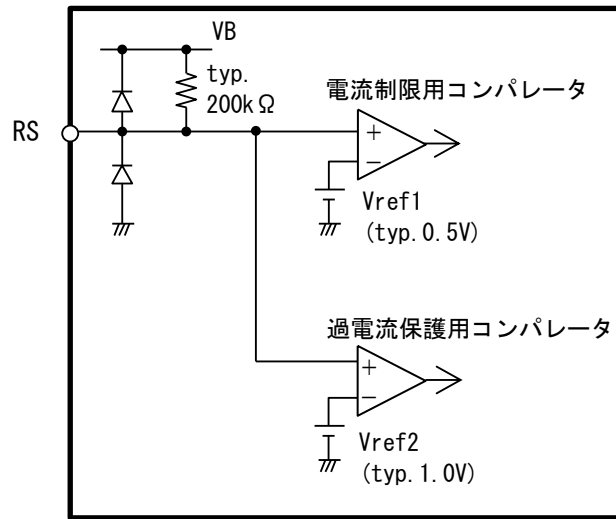 VB
typ.
200kΩ
RS
電流制限用コンパレータ
+
−
Vref1
(typ.0.5V)
過電流保護用コンパレータ
+
−
Vref2
(typ.1.0V)